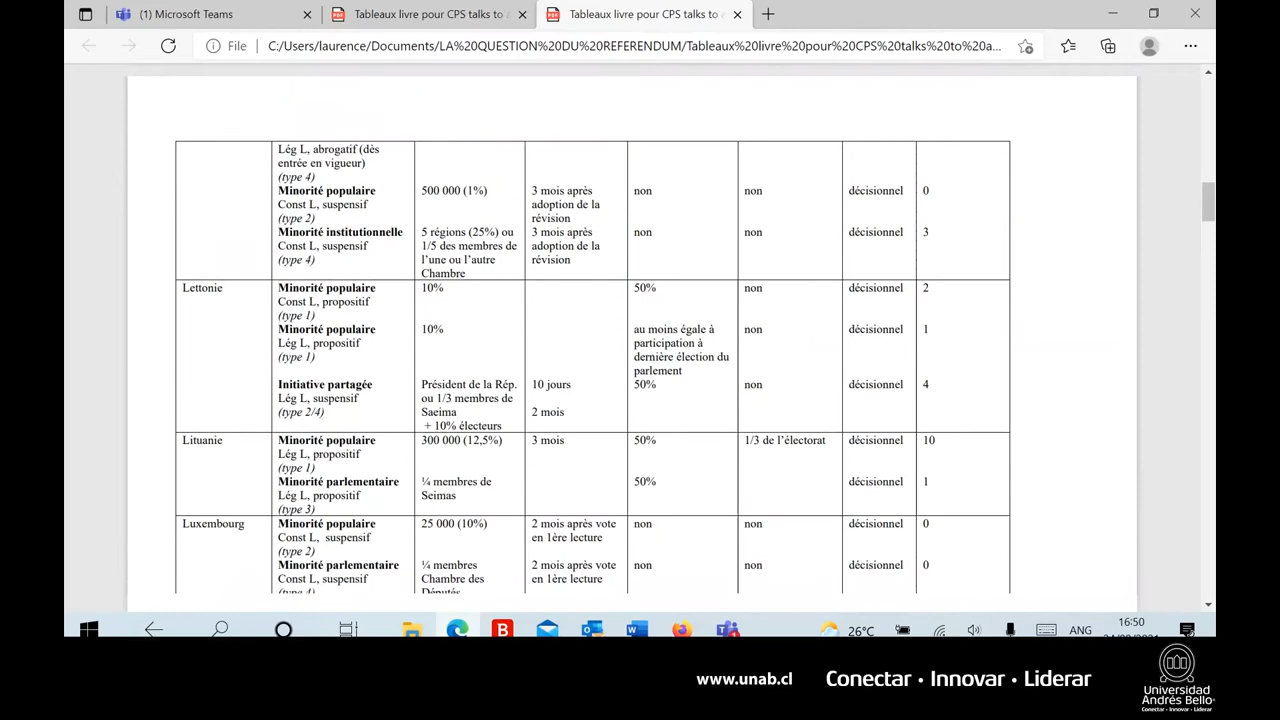 (1) Microsoft Teams
Tableaux livre pour CPS talks to
Tableaux livre pour CPS talks to
File
C:/Users/laurence/Documents/LA%20QUESTION%20DU%20REFERENDUM/Tableaux%20livre%20pour%20CPS%20talks%20to%20a...
Lég L, abrogatif (dès
entrée en vigueur)
(type 4)
Minorité populaire 500 000 (1%) 3 mois après non non décisionnel 0
Const L, suspensif adoption de la
(type 2) révision
Minorité institutionnelle 5 régions (25%) ou 3 mois après non non décisionnel 3
Const L, suspensif 1/5 des membres de adoption de la
(type 4) l’une ou l’autre révision
Chambre
Lettonie Minorité populaire 10% 50% non décisionnel 2
Const L, propositif
(type 1)
Minorité populaire 10% au moins égale à non décisionnel 1
Lég L, propositif participation à
(type 1) dernière élection du
parlement
Initiative partagée Président de la Rép. 10 jours 50% non décisionnel 4
Lég L, suspensif ou 1/3 membres de
(type 2/4) Saeima 2 mois
+ 10% électeurs
Lituanie Minorité populaire 300 000 (12,5%) 3 mois 50% 1/3 de l’électorat décisionnel 10
Lég L, propositif
(type 1)
Minorité parlementaire ¼ membres de 50% décisionnel 1
Lég L, propositif Seimas
(type 3)
Luxembourg Minorité populaire 25 000 (10%) 2 mois après vote non non décisionnel 0
Const L, suspensif en 1ère lecture
(type 2)
Minorité parlementaire ¼ membres 2 mois après vote non non décisionnel 0
Const L, suspensif Chambre des en 1ère lecture
(type 4) Députés
26°C
ANG
16:50
www.unab.cl
Conectar · Innovar · Liderar
Universidad
Andrés Bello
Conectar · Innovar · Liderar